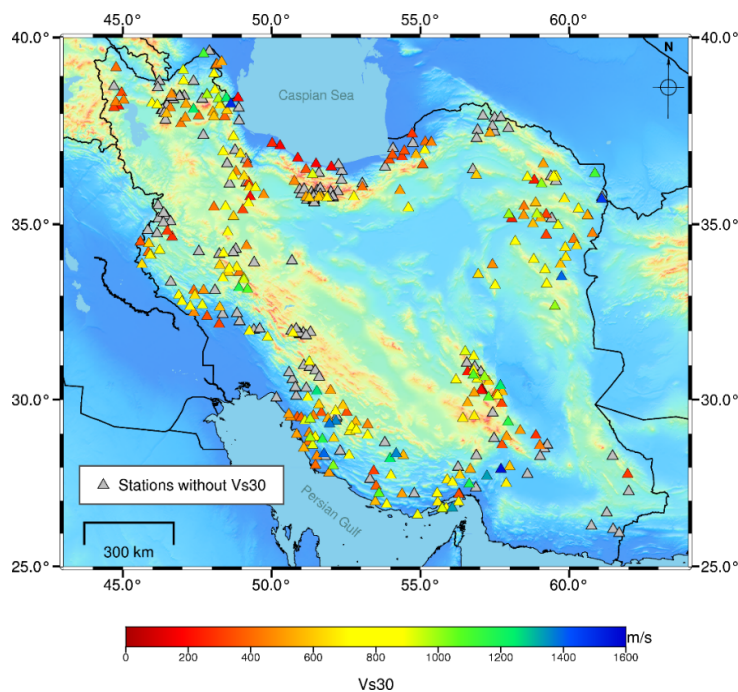 45.0° 50.0° 55.0° 60.0°
40.0° 40.0°
N
Caspian Sea
35.0° 35.0°
30.0° 30.0°
Stations without Vs30
Persian Gulf
300 km
25.0° 25.0°
45.0° 50.0° 55.0° 60.0°
m/s
0 200 400 600 800 1000 1200 1400 1600
Vs30